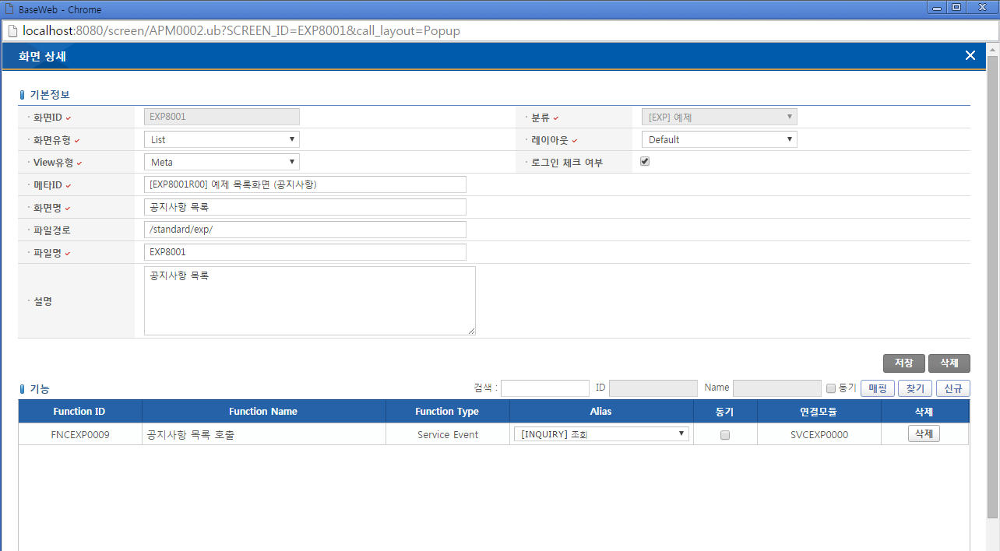 BaseWeb - Chrome
localhost:8080/screen/APM0002.ub?SCREEN_ID=EXP8001&call_layout=Popup
화면 상세
기본정보
화면ID EXP8001 분류 [EXP] 예제
화면유형 List 레이아웃 Default
View유형 Meta 로그인 체크 여부
메타ID [EXP8001R00] 예제 목록화면 (공지사항)
화면명 공지사항 목록
파일경로 /standard/exp/
파일명 EXP8001
설명 공지사항 목록
저장 삭제
기능 검색 : ID Name 동기 매핑 찾기 신규
Function ID Function Name Function Type Alias 동기 연결모듈 삭제
FNCEXP0009 공지사항 목록 호출 Service Event [INQUIRY] 조회 SVCEXP0000 삭제